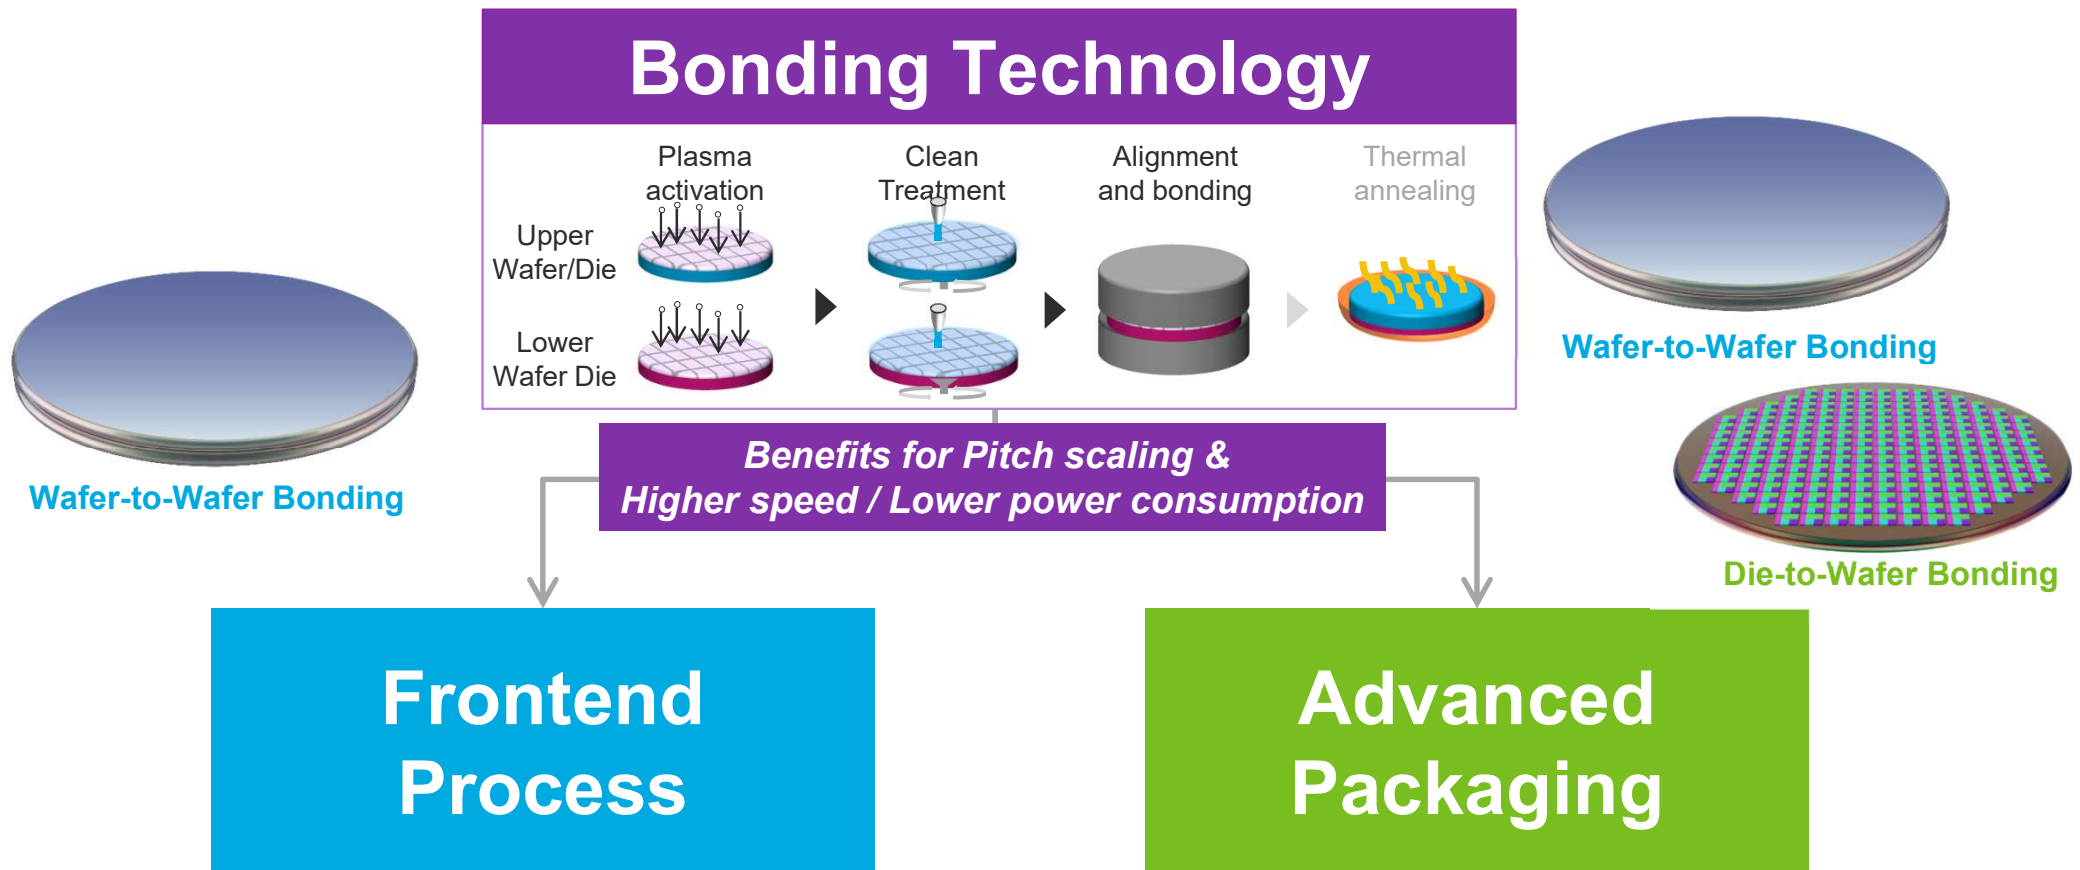 Bonding Technology
Plasma
activation
Clean
Treatment
Alignment
and bonding
Thermal
annealing
Upper
Wafer/Die
Lower
Wafer Die
Wafer-to-Wafer Bonding
Wafer-to-Wafer Bonding
Die-to-Wafer Bonding
Benefits for Pitch scaling &
Higher speed / Lower power consumption
Frontend
Process
Advanced
Packaging